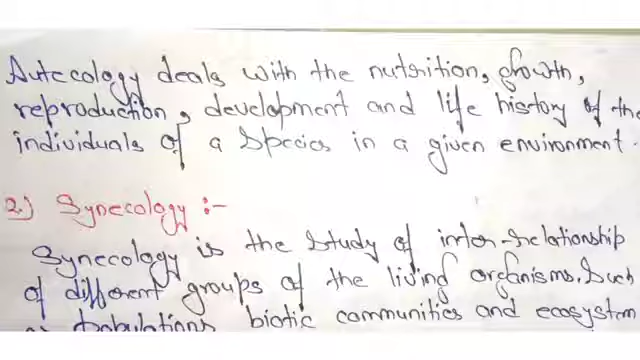 Autecology deals with the nutrition, growth,
reproduction, development and life history of the
individuals of a species in a given environment.
2.) Synecology :-
Synecology is the study of inter-relationship
of different groups of the living organisms. Such
as populations, biotic communities and ecosystem